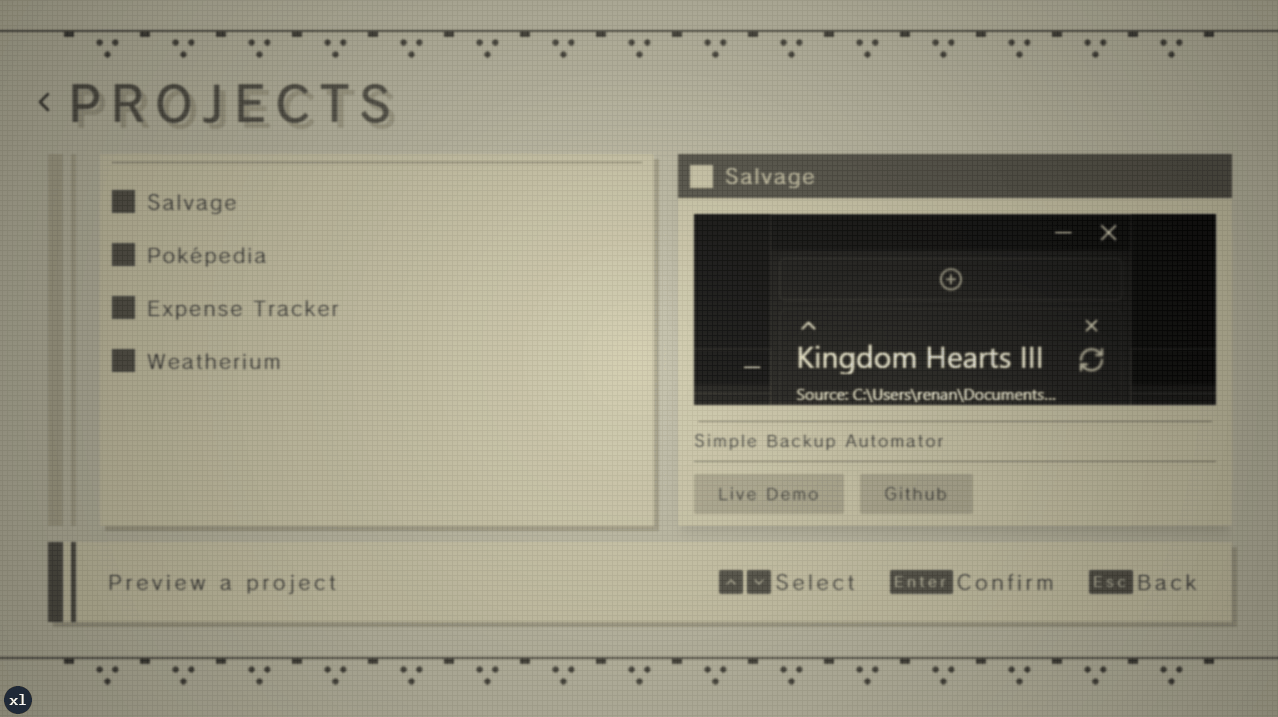 PROJECTS
Salvage
Poképedia
Expense Tracker
Weatherium
Salvage
Kingdom Hearts III
Source: C:\Users\renan\Documents...
Simple Backup Automator
Live Demo Github
Preview a project Select Enter Confirm Esc Back
xl